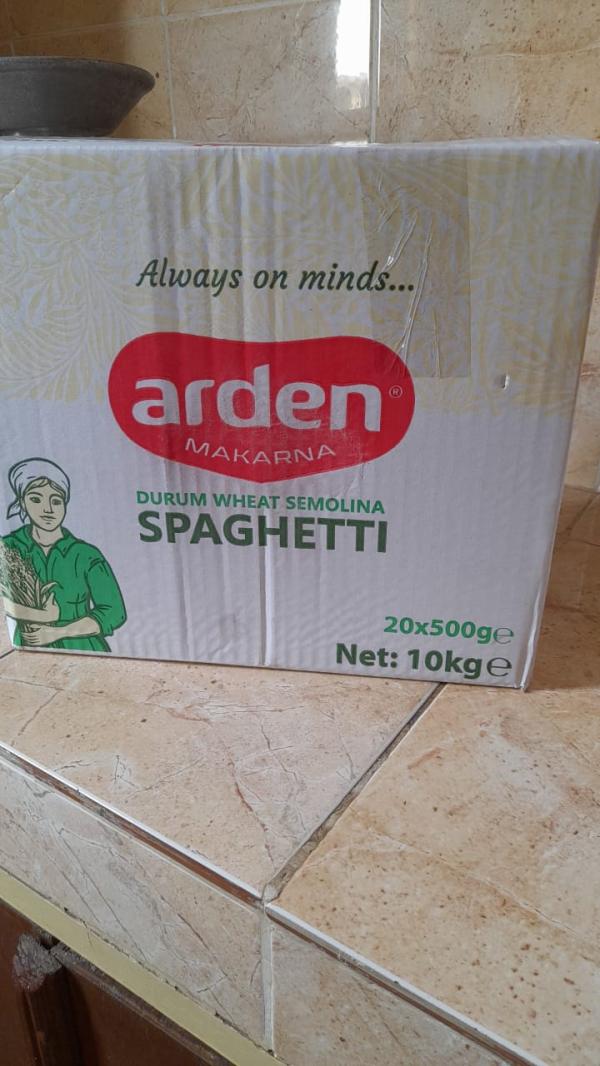 Always on minds...
arden®
MAKARNA
DURUM WHEAT SEMOLINA
SPAGHETTI
20x500g℮
Net: 10kg℮